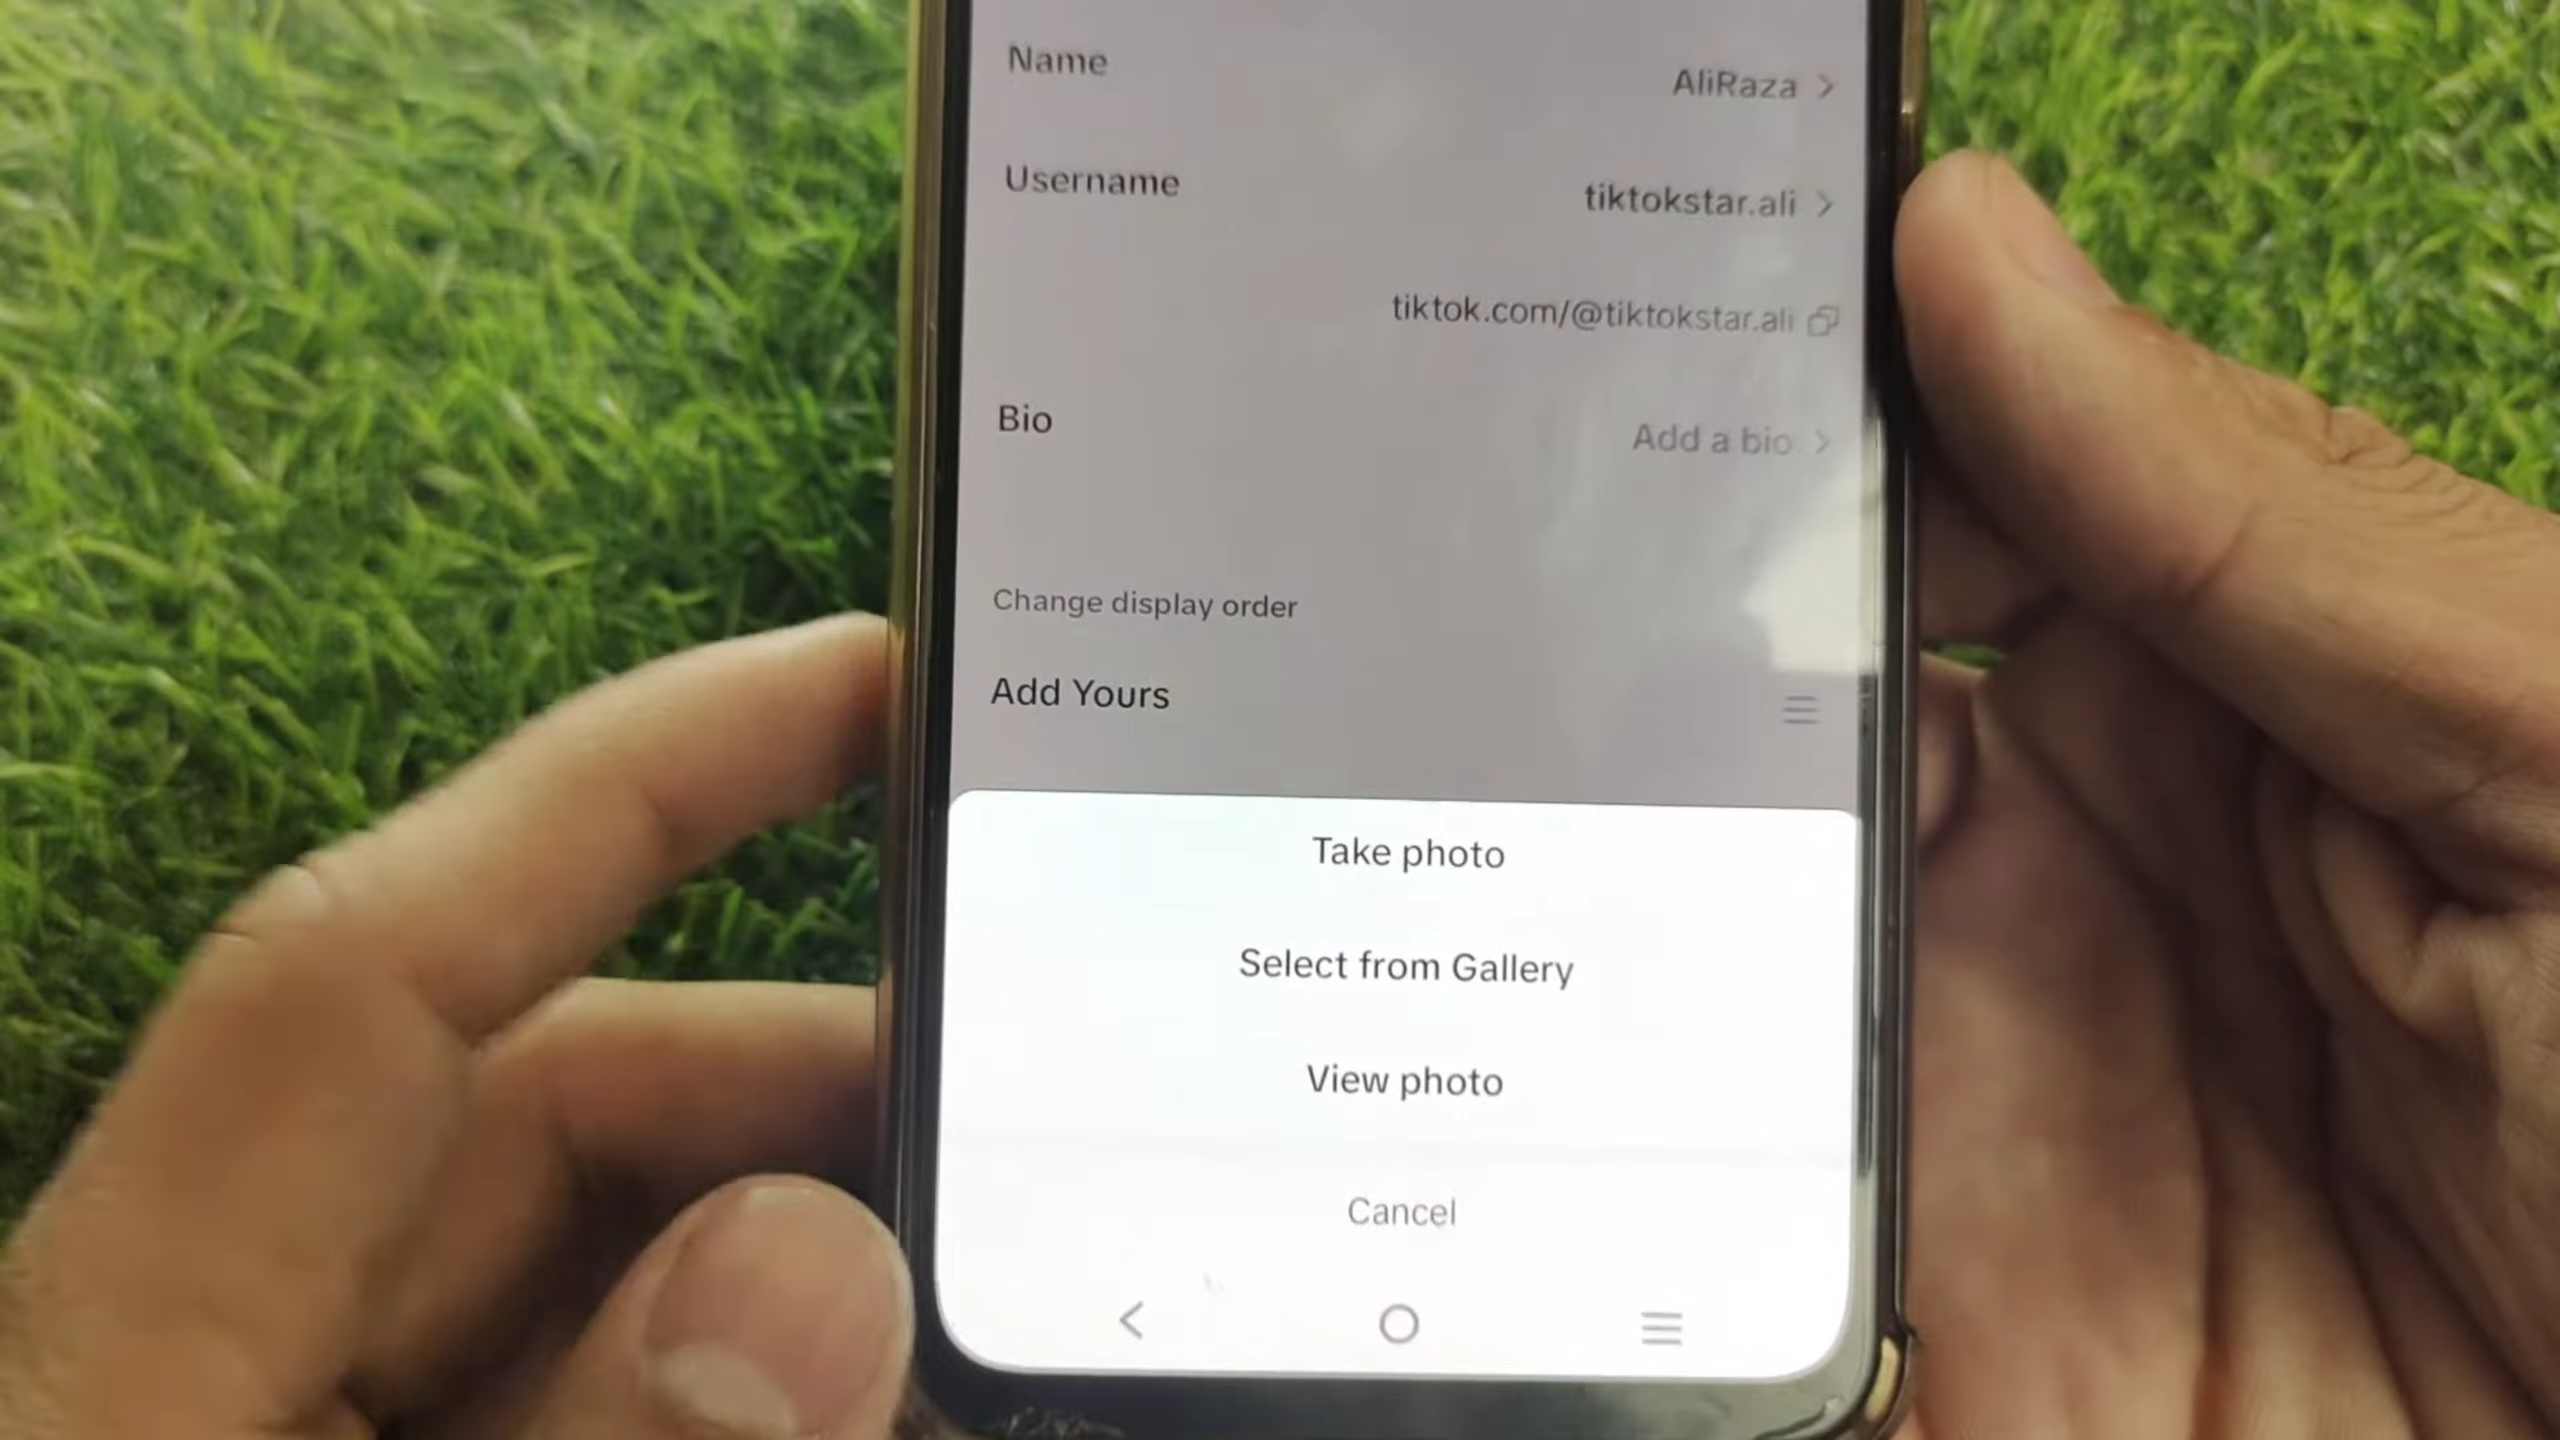 Name
AliRaza
Username
tiktokstar.ali
tiktok.com/@tiktokstar.ali
Bio
Add a bio
Change display order
Add Yours
Take photo
Select from Gallery
View photo
Cancel